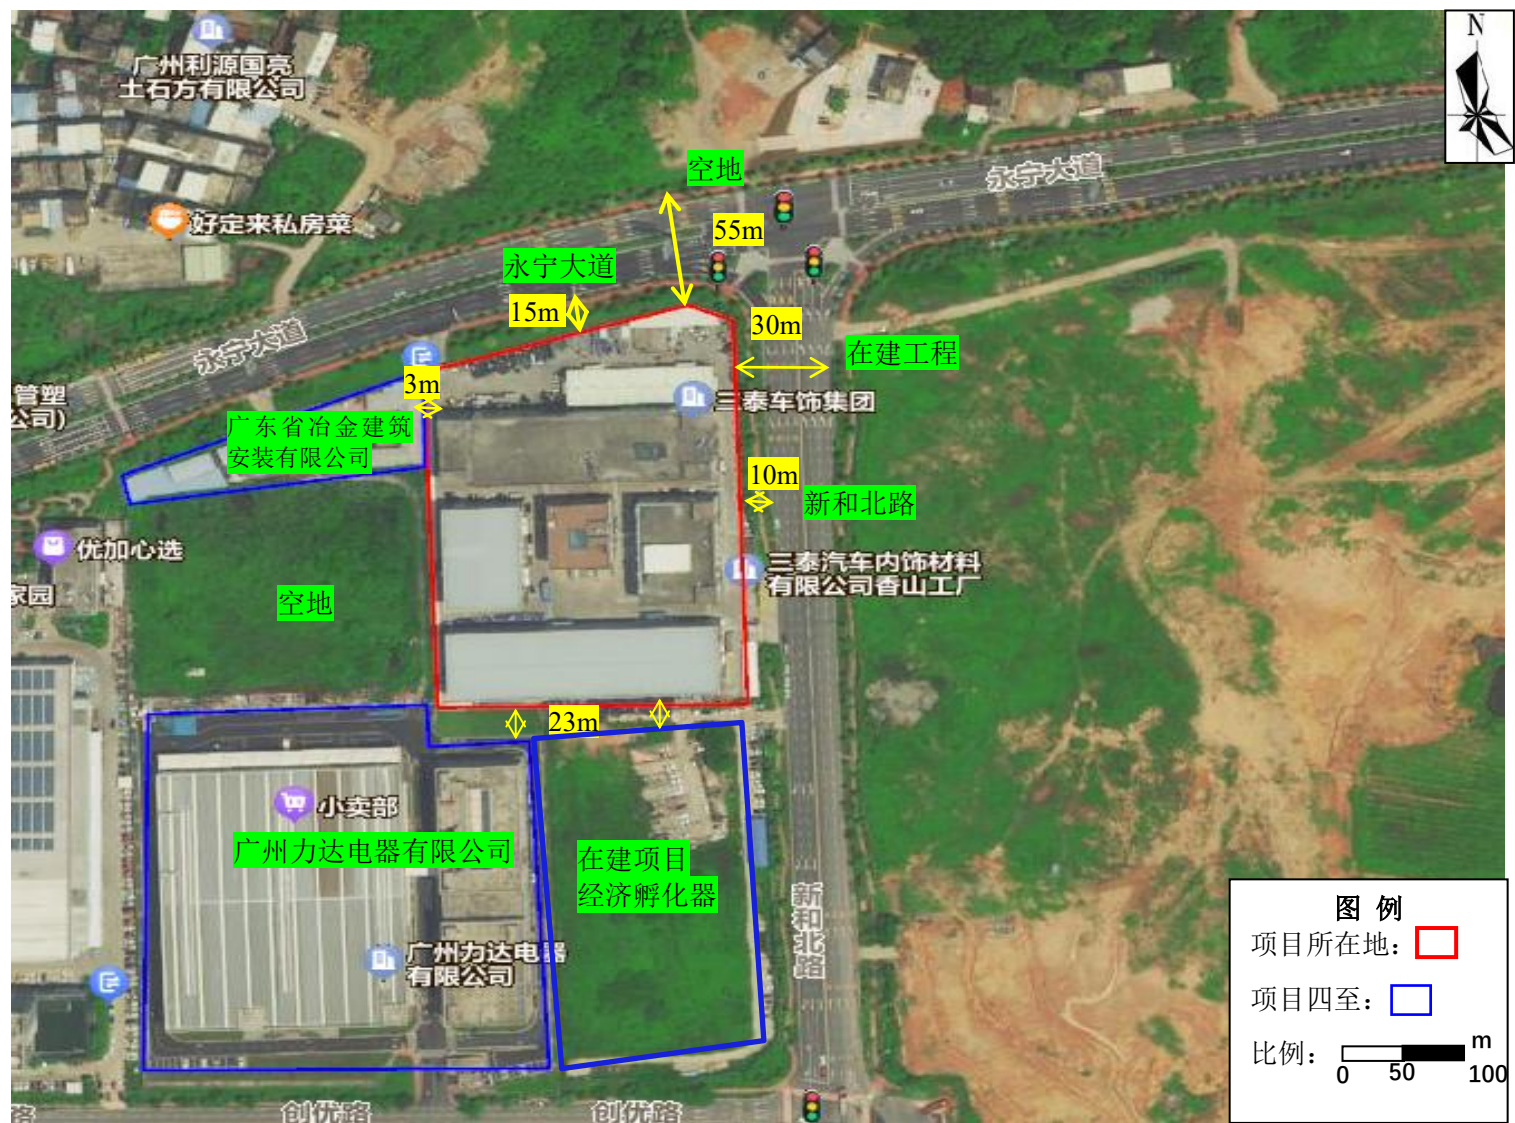 N
广州利源国亮
土石方有限公司
空地
永宁大道
好定来私房菜
55m
永宁大道
15m
30m
永宁大道
在建工程
3m
管塑
公司)
三泰车饰集团
广东省冶金建筑
安装有限公司
10m
新和北路
优加心选
三泰汽车内饰材料
有限公司香山工厂
家园
空地
23m
小卖部
广州力达电器有限公司
在建项目
经济孵化器
新和北路
广州力达电器
有限公司
图 例
项目所在地：
项目四至：
比例：
m
0 50 100
创优路
创优路
路